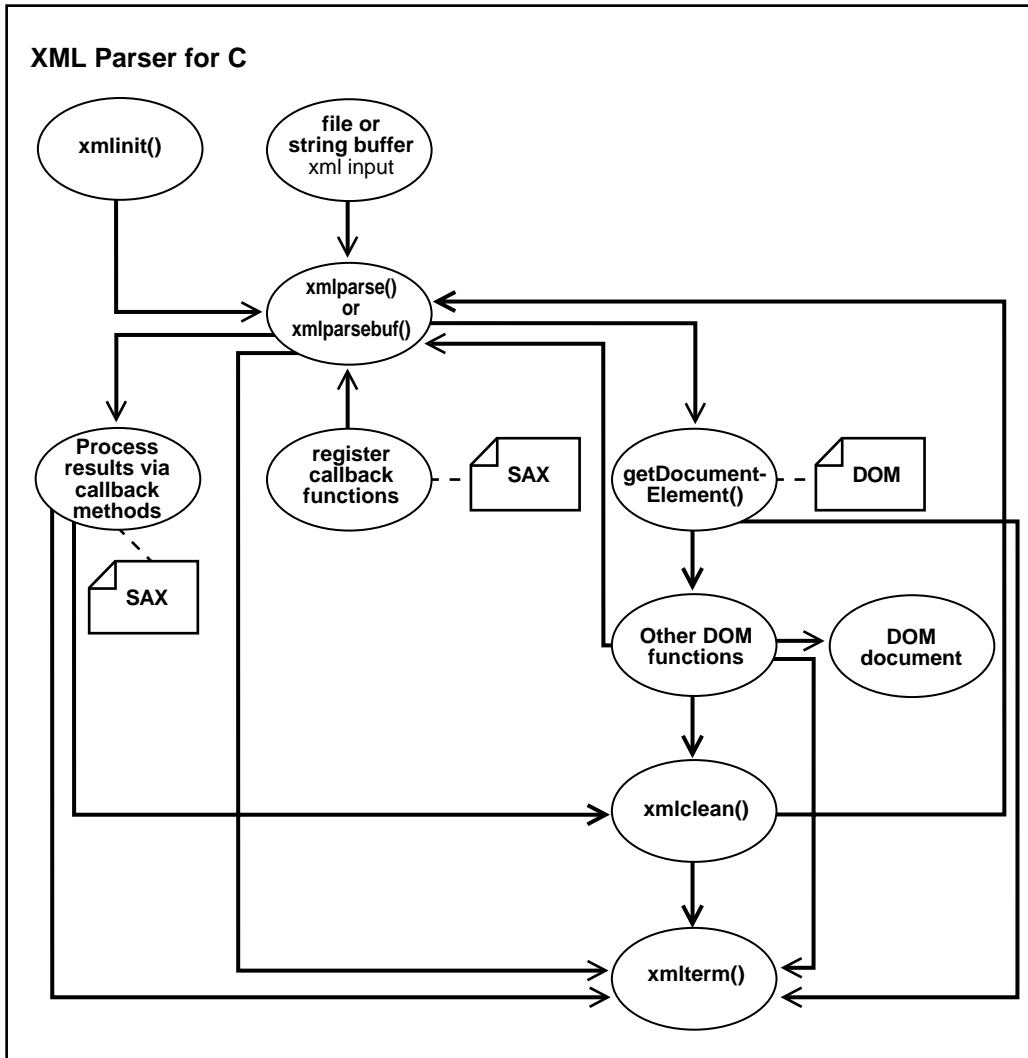 XML Parser for C
xmlinit()
file or
string buffer
xml input
xmlparse()
or
xmlparsebuf()
Process
results via
callback
methods
register
callback
functions
SAX
getDocument-
Element()
DOM
SAX
Other DOM
functions
DOM
document
xmlclean()
xmlterm()